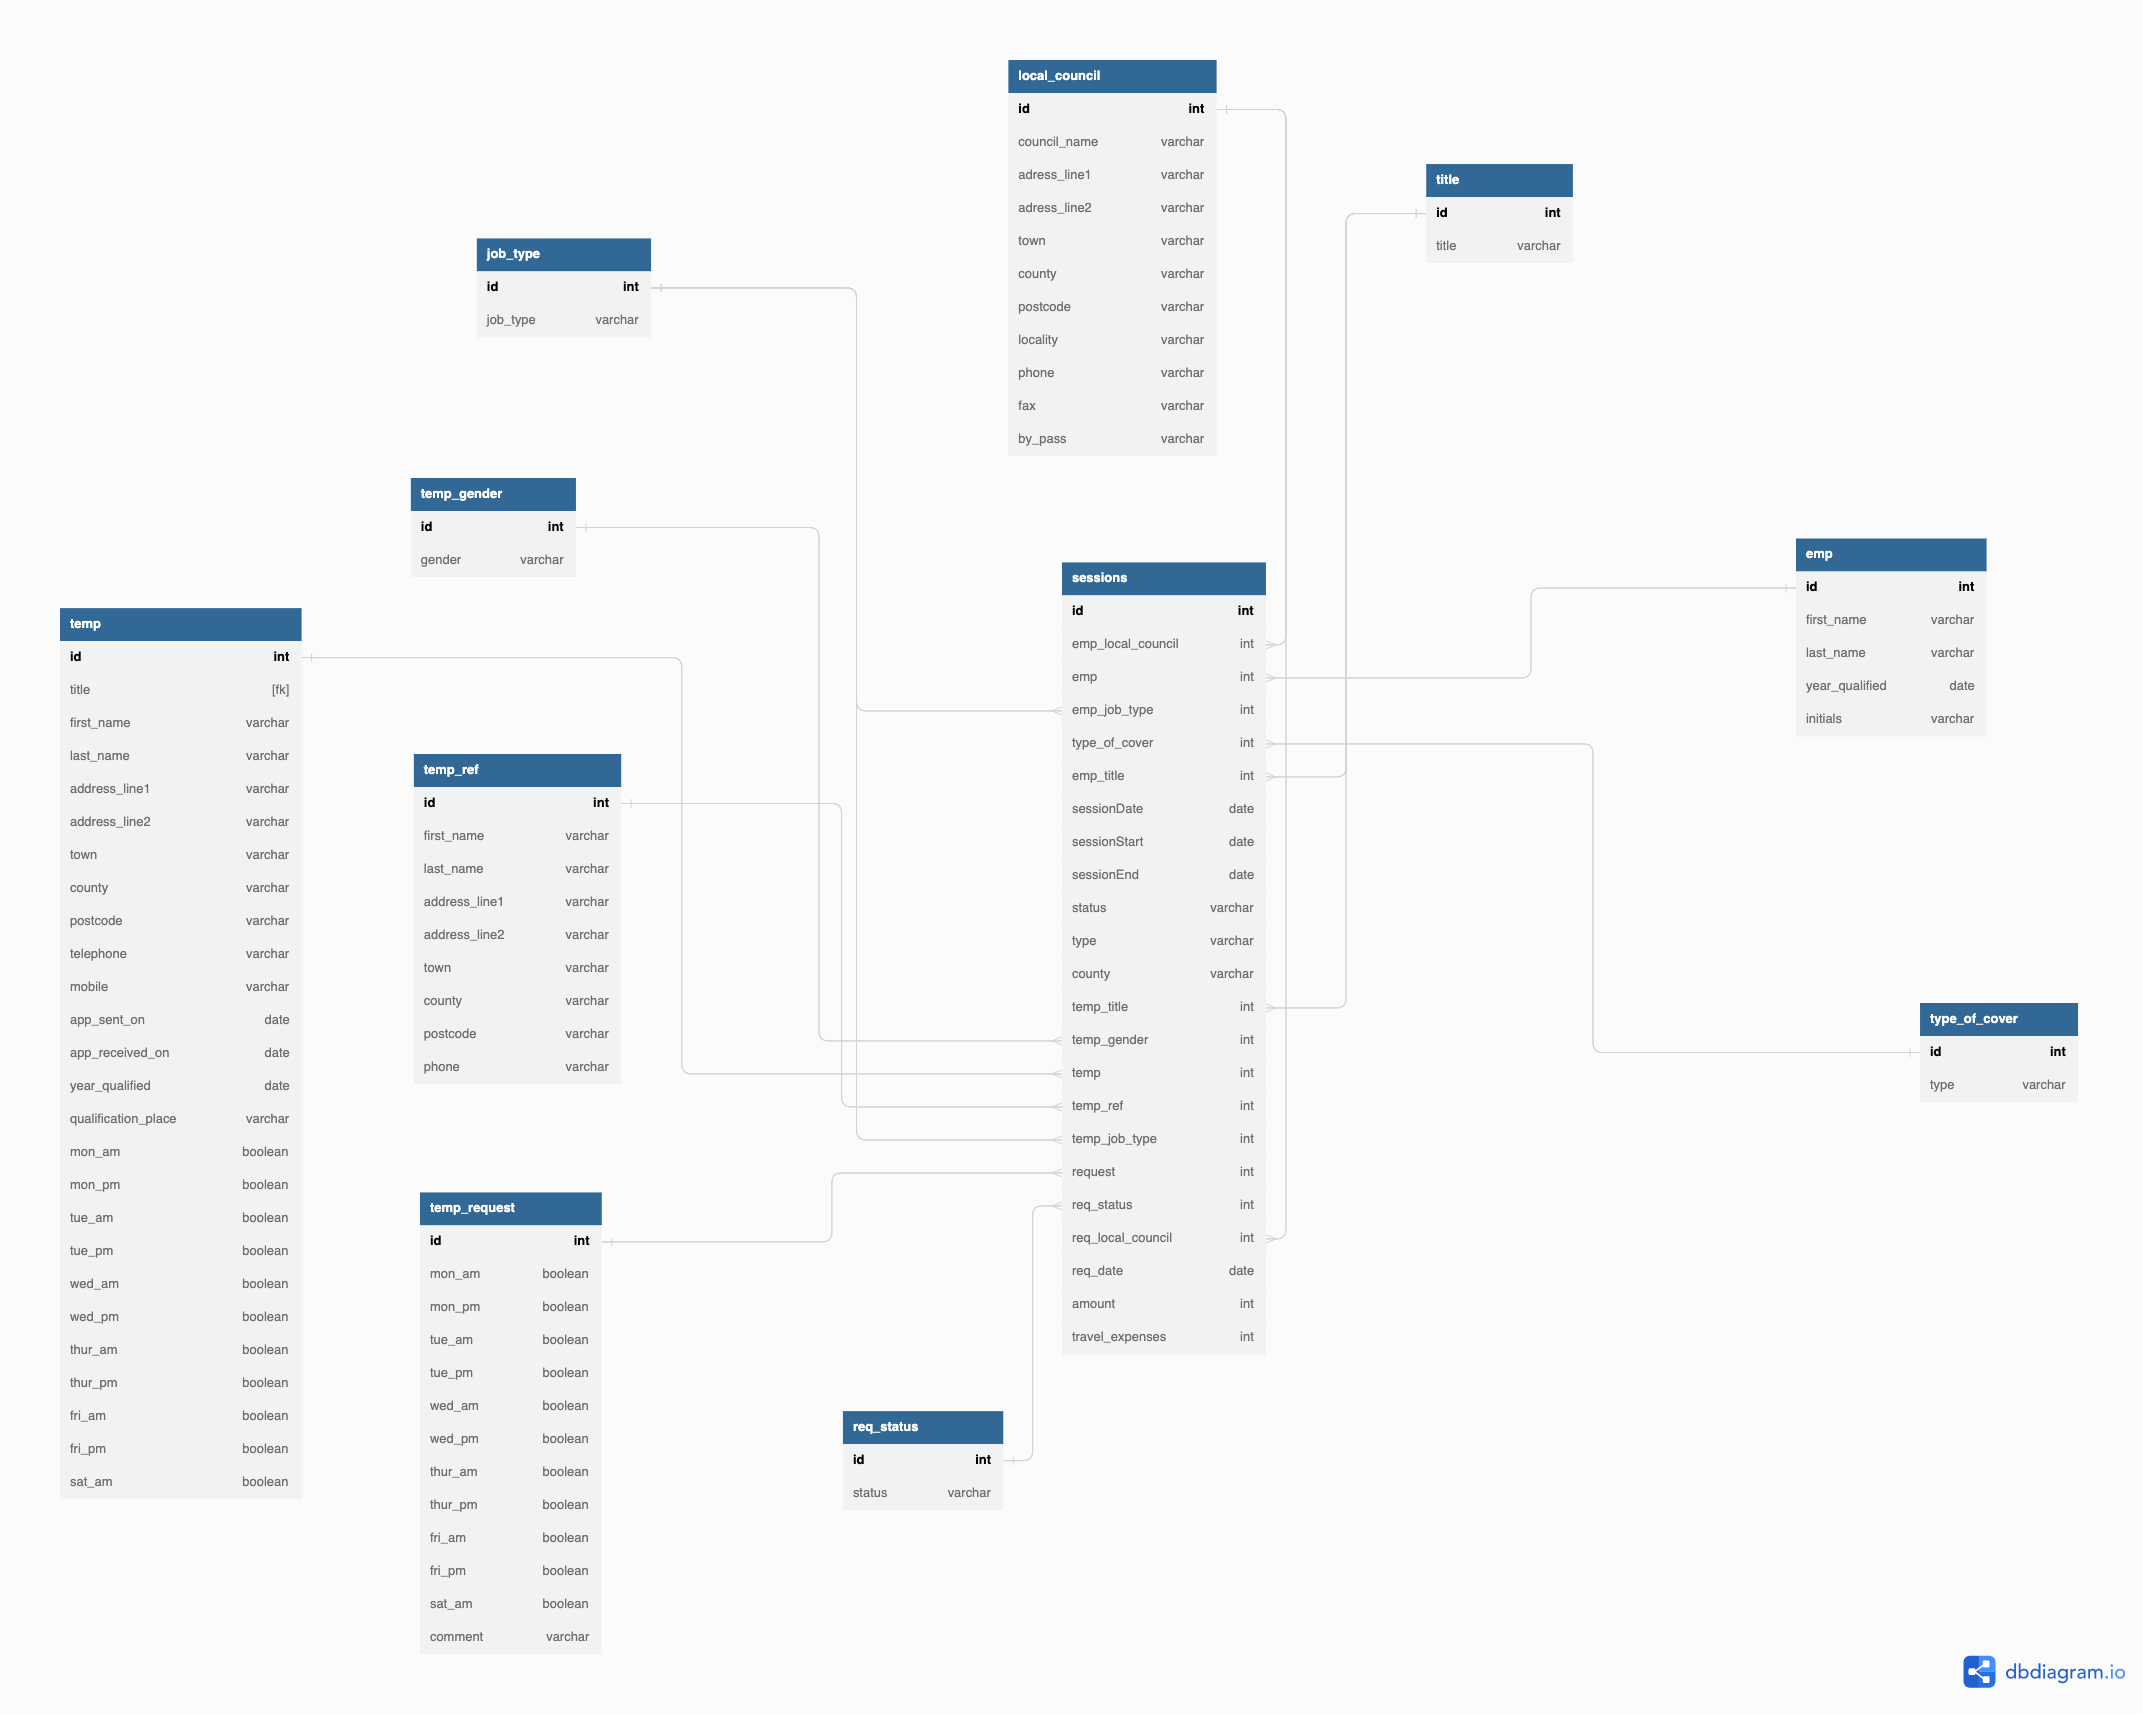 local_council
id int
council_name varchar
adress_line1 varchar
adress_line2 varchar
town varchar
county varchar
postcode varchar
locality varchar
phone varchar
fax varchar
by_pass varchar
title
id int
title varchar
job_type
id int
job_type varchar
temp_gender
id int
gender varchar
emp
id int
first_name varchar
last_name varchar
year_qualified date
initials varchar
sessions
id int
emp_local_council int
emp int
emp_job_type int
type_of_cover int
emp_title int
sessionDate date
sessionStart date
sessionEnd date
status varchar
type varchar
county varchar
temp_title int
temp_gender int
temp int
temp_ref int
temp_job_type int
request int
req_status int
req_local_council int
req_date date
amount int
travel_expenses int
temp
id int
title [fk]
first_name varchar
last_name varchar
address_line1 varchar
address_line2 varchar
town varchar
county varchar
postcode varchar
telephone varchar
mobile varchar
app_sent_on date
app_received_on date
year_qualified date
qualification_place varchar
mon_am boolean
mon_pm boolean
tue_am boolean
tue_pm boolean
wed_am boolean
wed_pm boolean
thur_am boolean
thur_pm boolean
fri_am boolean
fri_pm boolean
sat_am boolean
temp_ref
id int
first_name varchar
last_name varchar
address_line1 varchar
address_line2 varchar
town varchar
county varchar
postcode varchar
phone varchar
type_of_cover
id int
type varchar
temp_request
id int
mon_am boolean
mon_pm boolean
tue_am boolean
tue_pm boolean
wed_am boolean
wed_pm boolean
thur_am boolean
thur_pm boolean
fri_am boolean
fri_pm boolean
sat_am boolean
comment varchar
req_status
id int
status varchar
dbdiagram.io